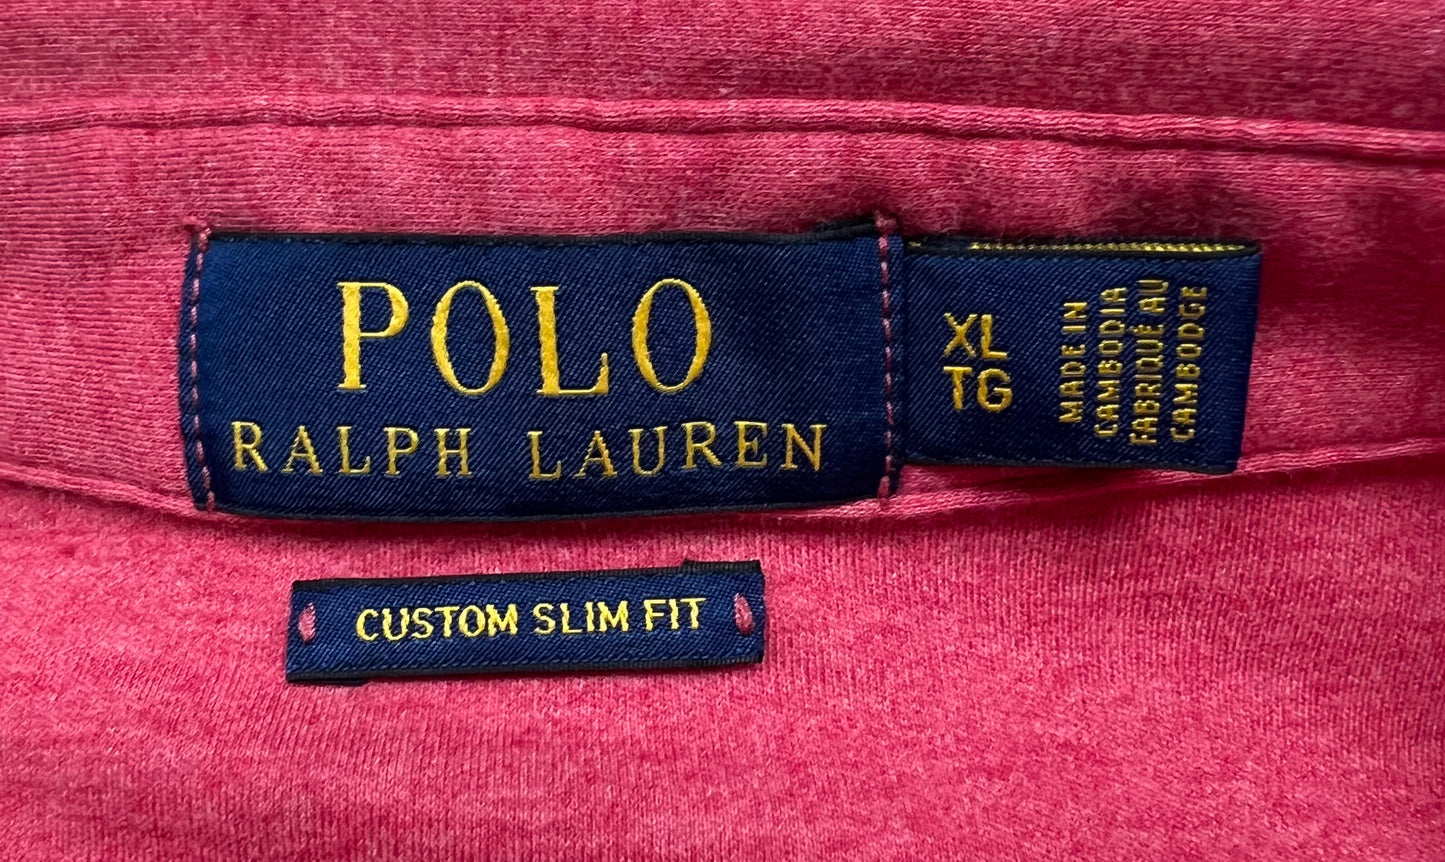 POLO
RALPH LAUREN
XL
TG
MADE IN
CAMBODIA
FABRIQUÉ AU
CAMBODGE
CUSTOM SLIM FIT